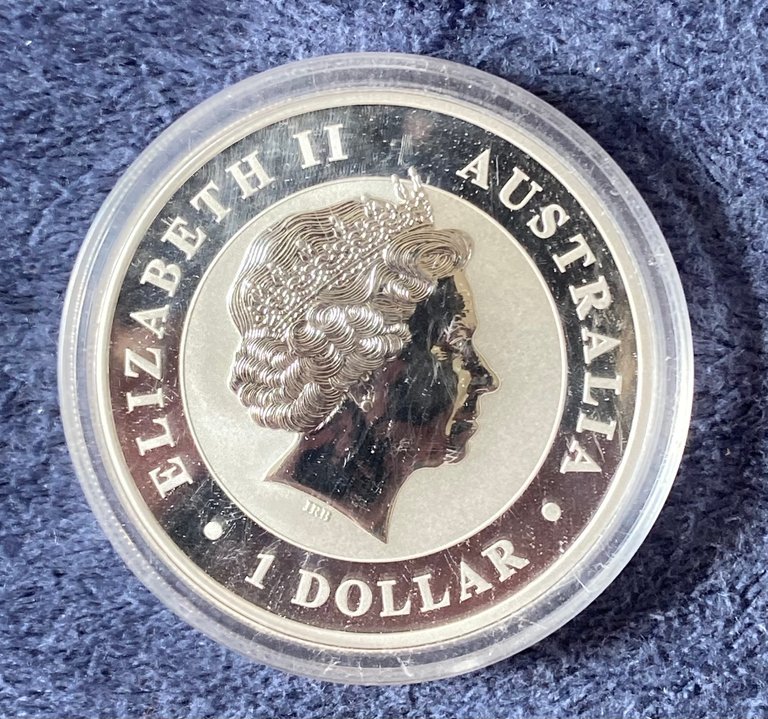 ELIZABETH II AUSTRALIA
IRB
• 1 DOLLAR •